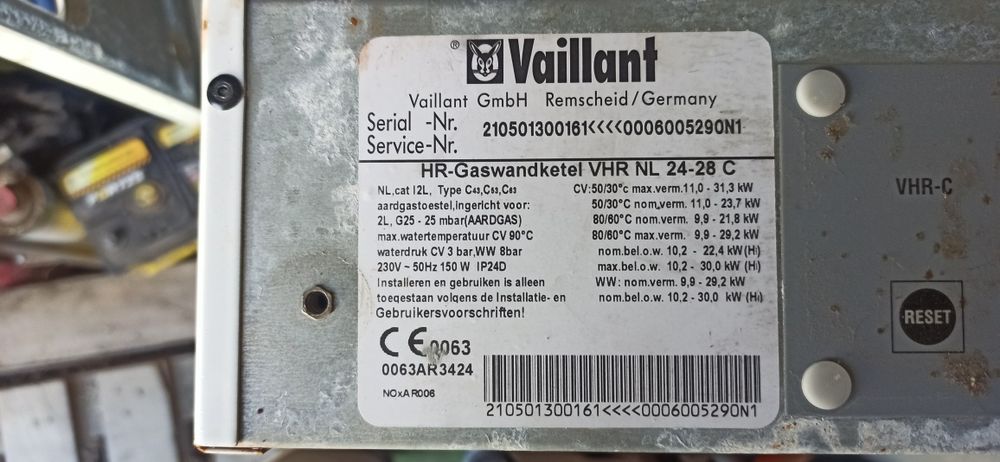 ® Vaillant
Vaillant GmbH Remscheid/Germany
Serial -Nr. 210501300161<<<<0006005290N1
Service-Nr.
HR-Gaswandketel VHR NL 24-28 C
NL,cat I2L, Type C43,C53,C63 CV:50/30°c max.verm.11,0 - 31,3 kW
aardgastoestel,ingericht voor: 50/30°C nom,verm.11,0 - 23,7 kW
2L, G25 - 25 mbar(AARDGAS) 80/60°C nom.verm. 9,9 - 21,8 kW
max.watertemperatuur CV 90°C 80/60°C max.verm. 9,9 - 29,2 kW
waterdruk CV 3 bar,WW 8bar nom.bel.o.w. 10,2 - 22,4 kW (Hi)
230V ~ 50Hz 150 W IP24D max.bel.o.w. 10,2 - 30,0 kW (Hi)
Installeren en gebruiken is alleen WW: nom.verm. 9,9 - 29,2 kW
toegestaan volgens de Installatie- en nom.bel.o.w. 10,2 - 30,0 kW (Hi)
Gebruikersvoorschriften!
CE 0063
0063AR3424
NOxAR006
210501300161<<<<0006005290N1
VHR-C
RESET